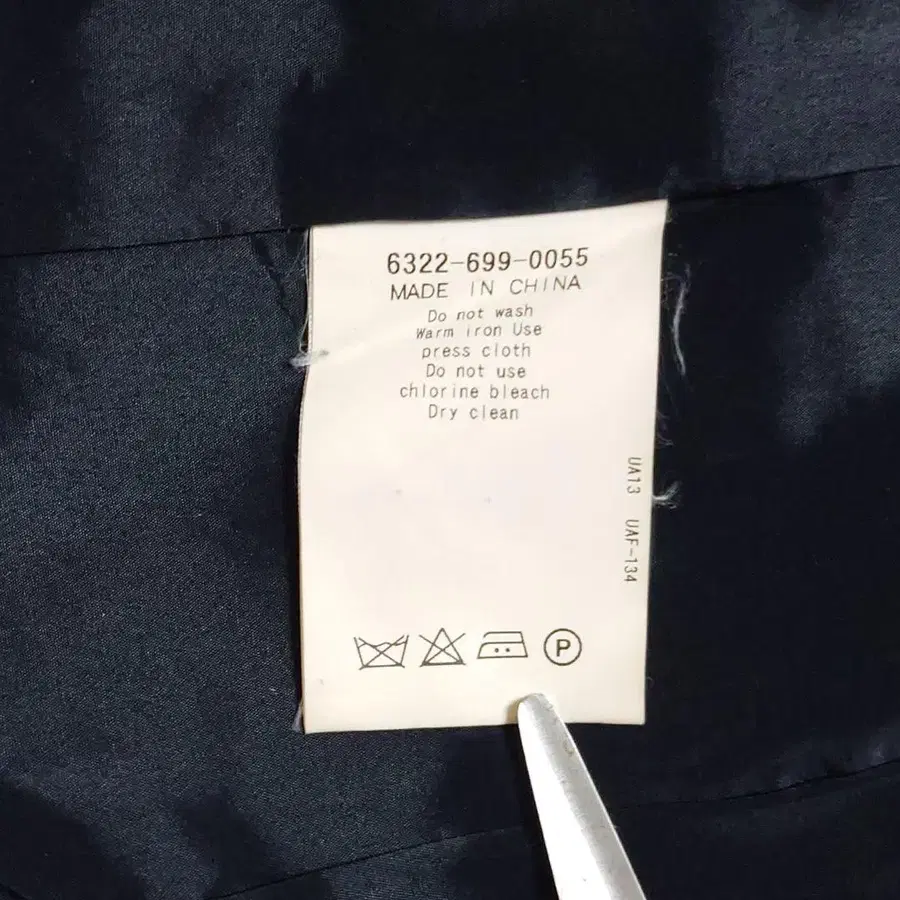 6322-699-0055
MADE IN CHINA
Do not wash
Warm iron Use
press cloth
Do not use
chlorine bleach
Dry clean
UA13 UAF-134
P